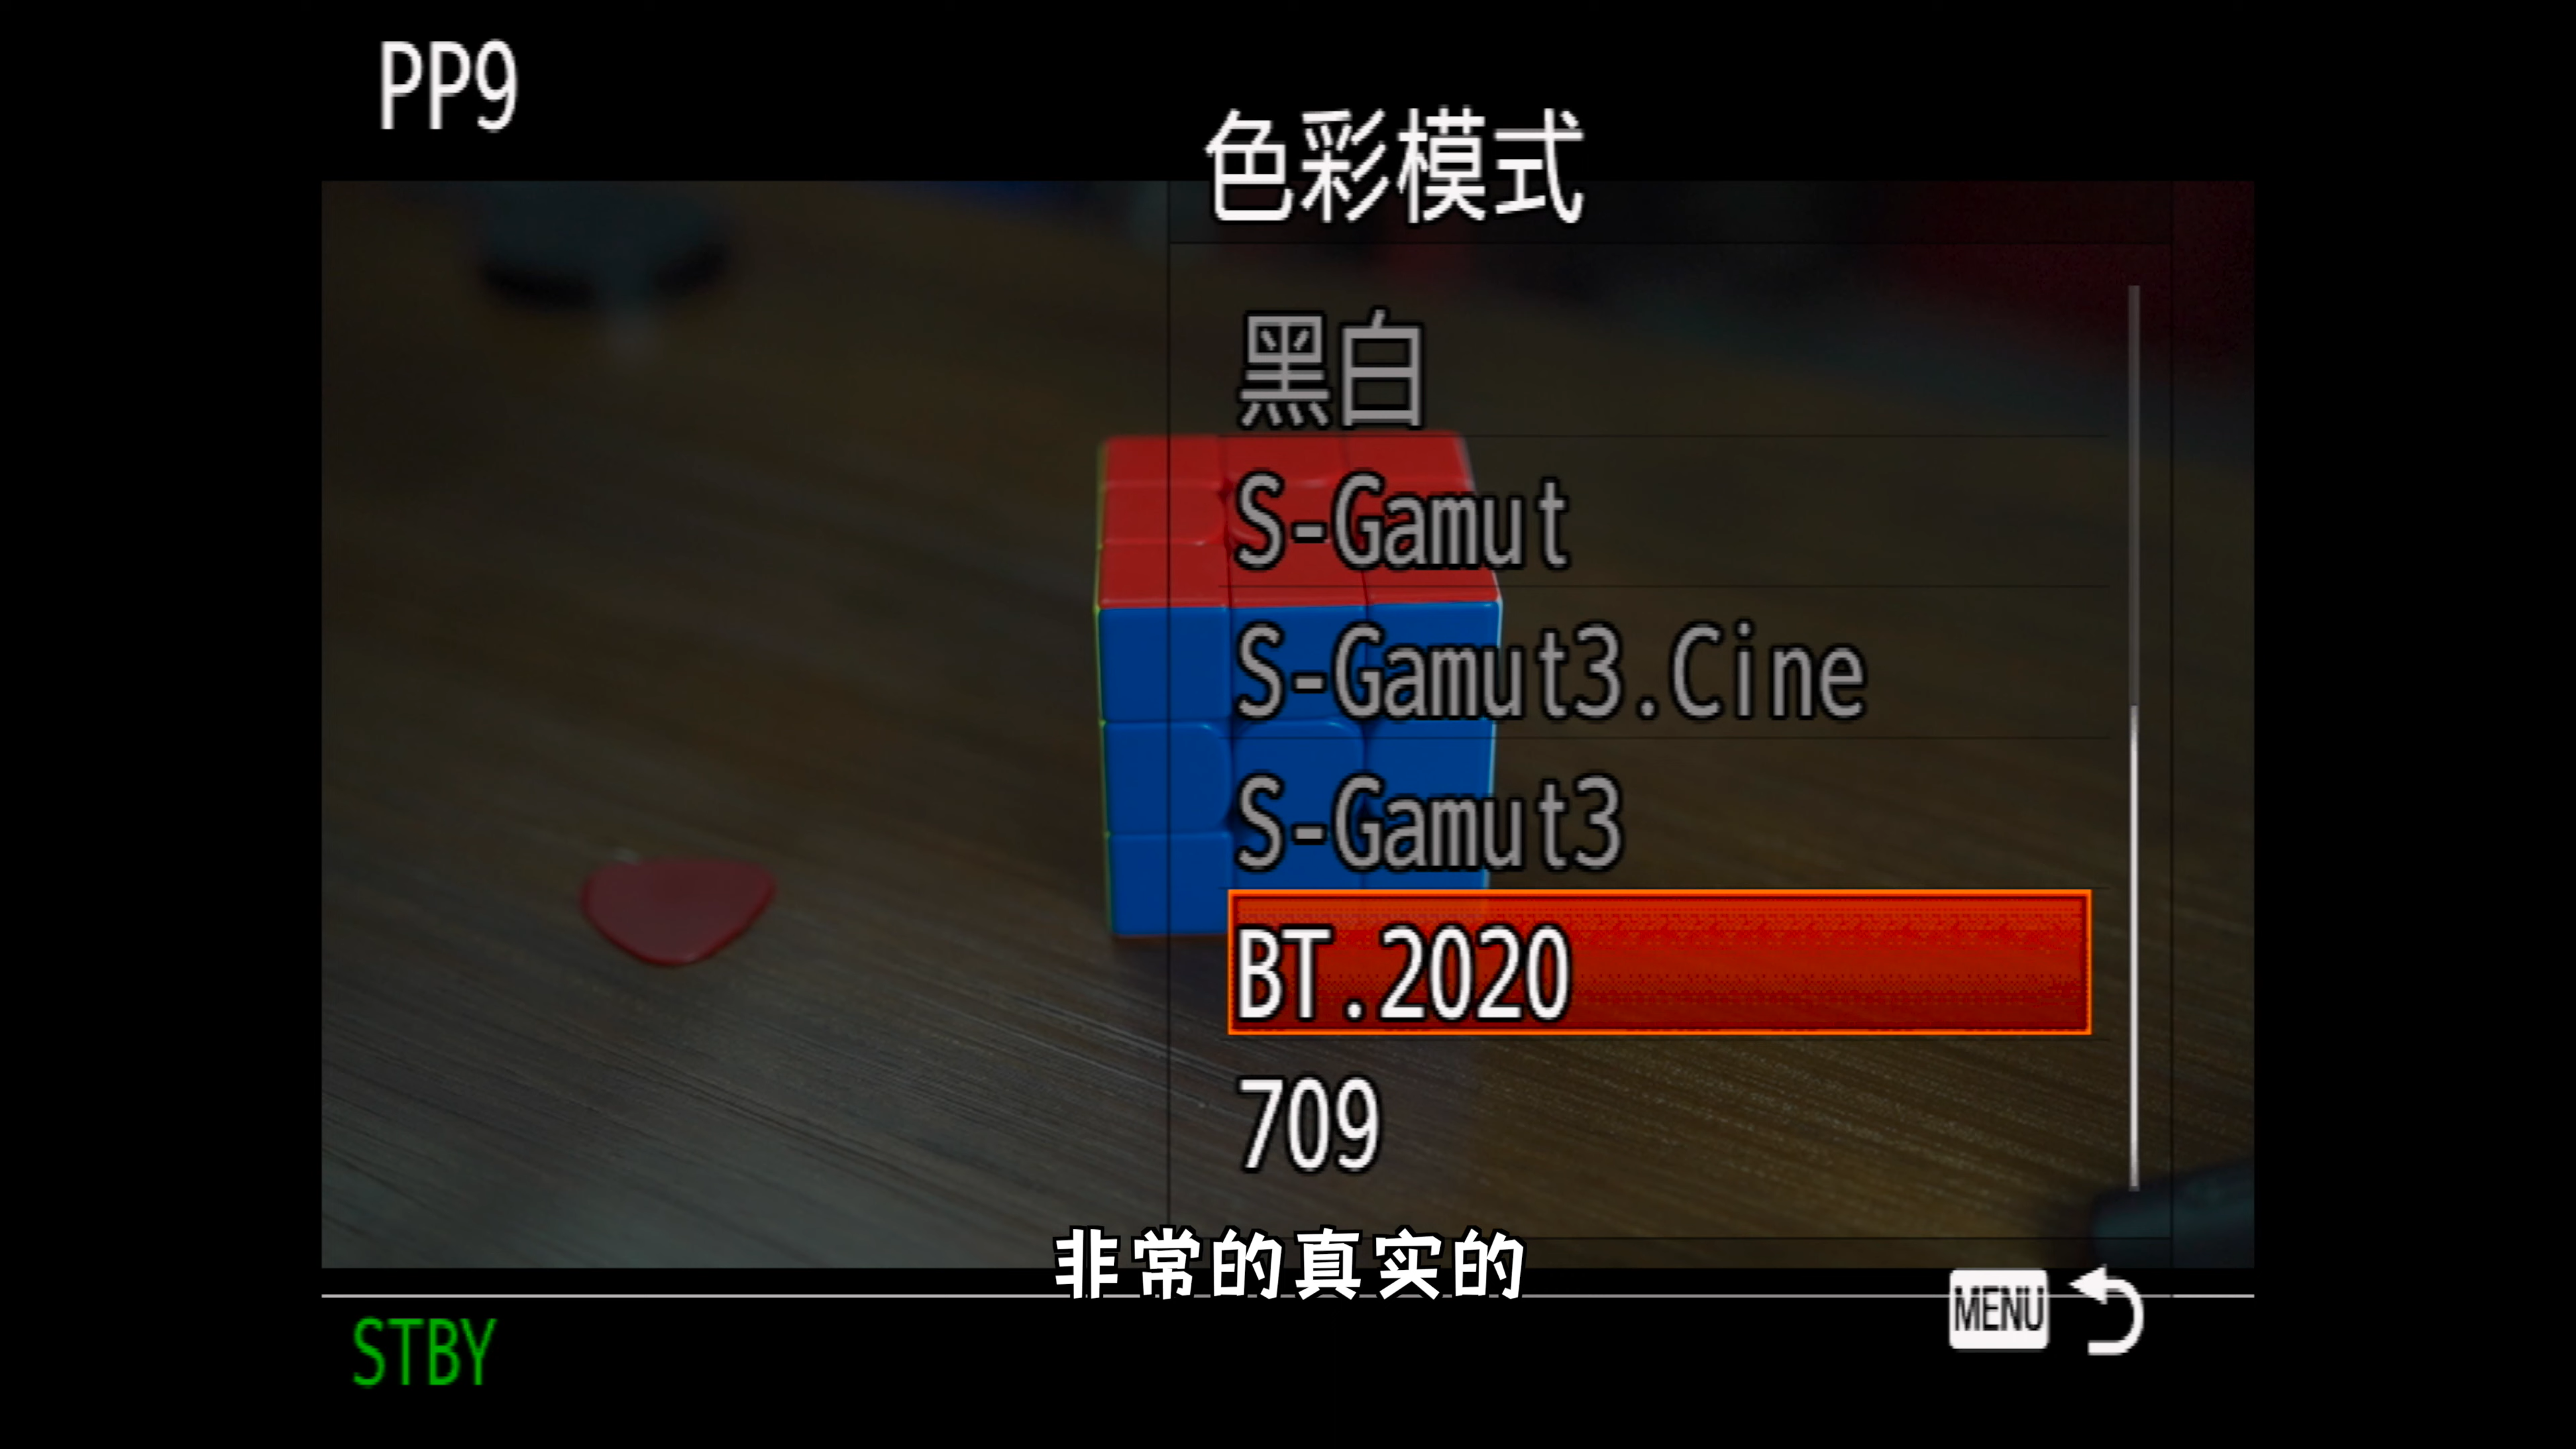 PP9
色彩模式
黑白
S-Gamut
S-Gamut3.Cine
S-Gamut3
BT.2020
709
非常的真实的
MENU
STBY